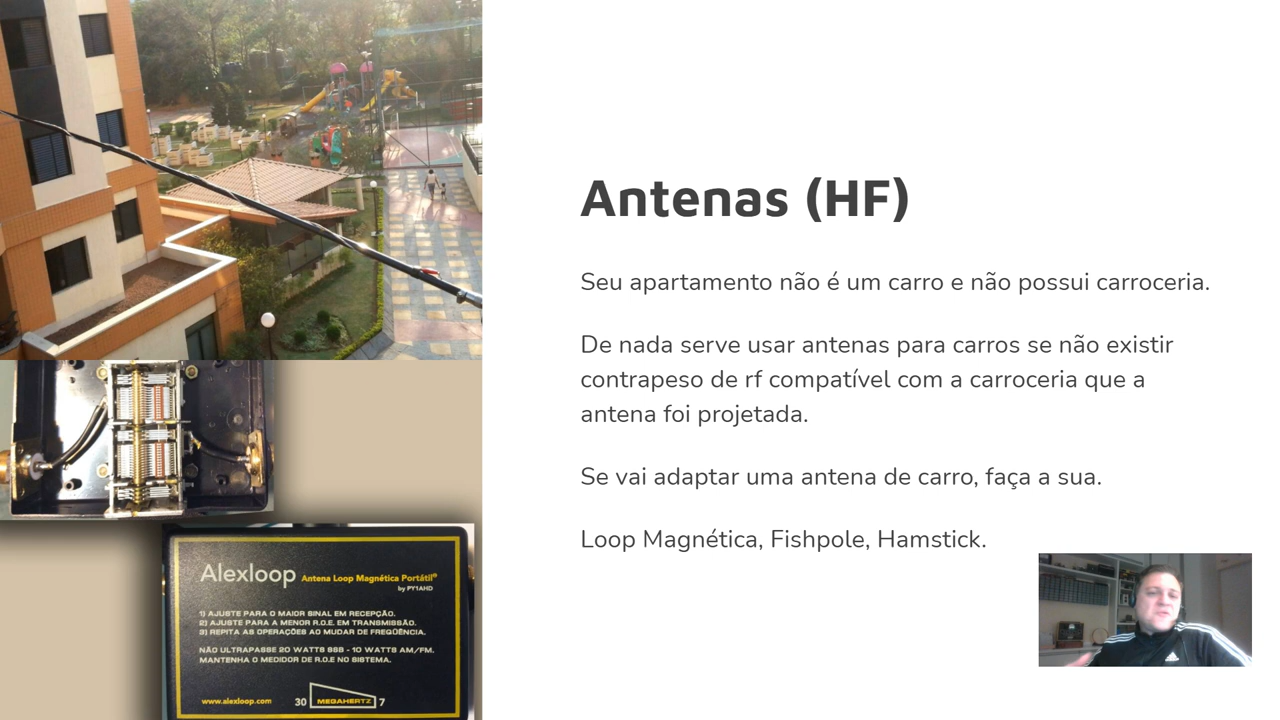 Antenas (HF)
Seu apartamento não é um carro e não possui carroceria.
De nada serve usar antenas para carros se não existir
contrapeso de rf compatível com a carroceria que a
antena foi projetada.
Se vai adaptar uma antena de carro, faça a sua.
Loop Magnética, Fishpole, Hamstick.
Alexloop Antena Loop Magnética Portátil®
by PY1AHD
1) AJUSTE PARA O MAIOR SINAL EM RECEPÇÃO.
2) AJUSTE PARA A MENOR R.O.E. EM TRANSMISSÃO.
3) REPITA AS OPERAÇÕES AO MUDAR DE FREQÜÊNCIA.
NÃO ULTRAPASSE 20 WATTS SSB - 10 WATTS AM/FM.
MANTENHA O MEDIDOR DE R.O.E NO SISTEMA.
www.alexloop.com 30 MEGAHERTZ 7